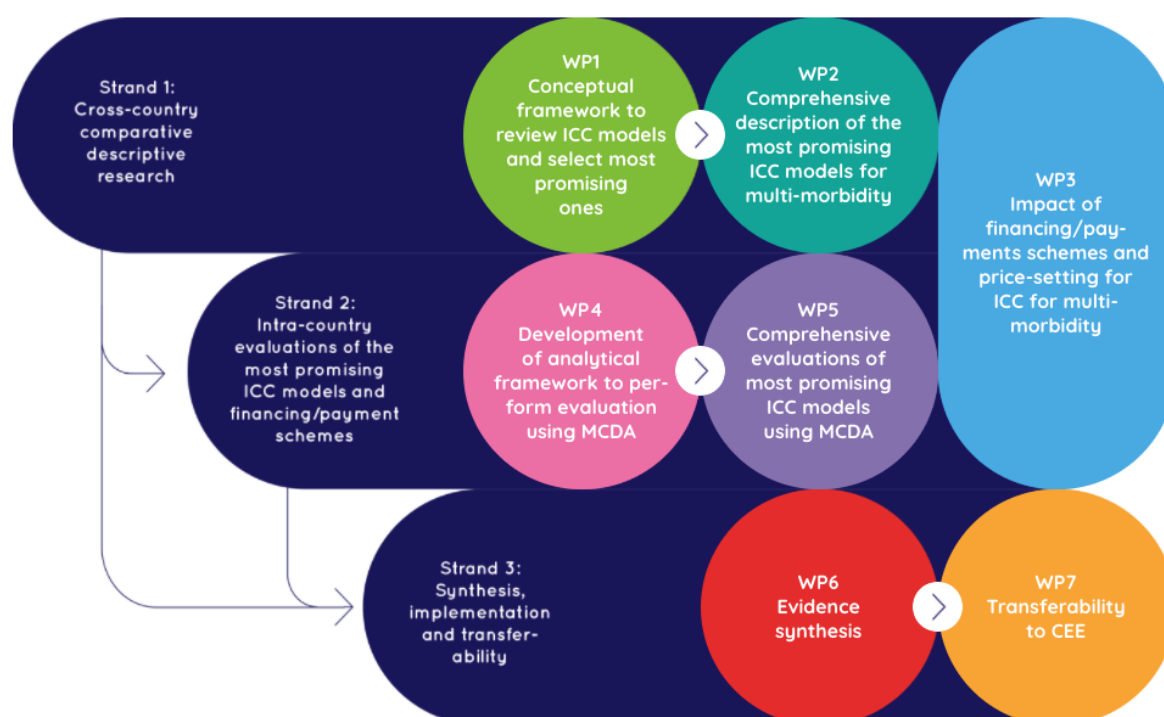 Strand 1:
Cross-country
comparative
descriptive
research
WP1
Conceptual
framework to
review ICC models
and select most
promising
ones
WP2
Comprehensive
description of the
most promising
ICC models for
multi-morbidity
WP3
Impact of
financing/pay-
ments schemes and
price-setting for
ICC for multi-
morbidity
Strand 2:
Intra-country
evaluations of the
most promising
ICC models and
financing/payment
schemes
WP4
Development
of analytical
framework to per-
form evaluation
using MCDA
WP5
Comprehensive
evaluations of
most promising
ICC models
using MCDA
Strand 3:
Synthesis,
implementation
and transfer-
ability
WP6
Evidence
synthesis
WP7
Transferability
to CEE